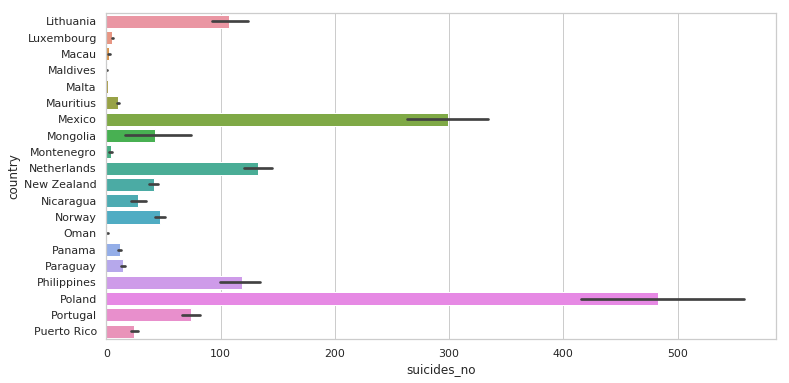 Lithuania
Luxembourg
Macau
Maldives
Malta
Mauritius
Mexico
Mongolia
Montenegro
Netherlands
New Zealand
Nicaragua
Norway
Oman
Panama
Paraguay
Philippines
Poland
Portugal
Puerto Rico
country
0 100 200 300 400 500
suicides_no